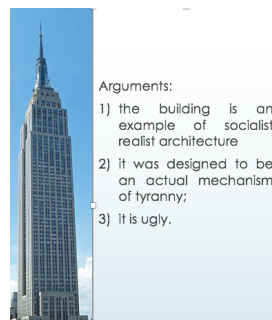 Arguments:
1) the building is an
example of socialist
realist architecture
2) it was designed to be
an actual mechanism
of tyranny;
3) it is ugly.